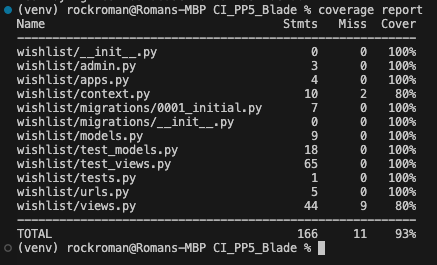 (venv) rockroman@Romans-MBP CI_PP5_Blade % coverage report
Name                                  Stmts   Miss  Cover
---------------------------------------------------------
wishlist/__init__.py                      0      0   100%
wishlist/admin.py                         3      0   100%
wishlist/apps.py                          4      0   100%
wishlist/context.py                      10      2    80%
wishlist/migrations/0001_initial.py       7      0   100%
wishlist/migrations/__init__.py           0      0   100%
wishlist/models.py                        9      0   100%
wishlist/test_models.py                  18      0   100%
wishlist/test_views.py                   65      0   100%
wishlist/tests.py                         1      0   100%
wishlist/urls.py                          5      0   100%
wishlist/views.py                        44      9    80%
---------------------------------------------------------
TOTAL                                   166     11    93%
(venv) rockroman@Romans-MBP CI_PP5_Blade %